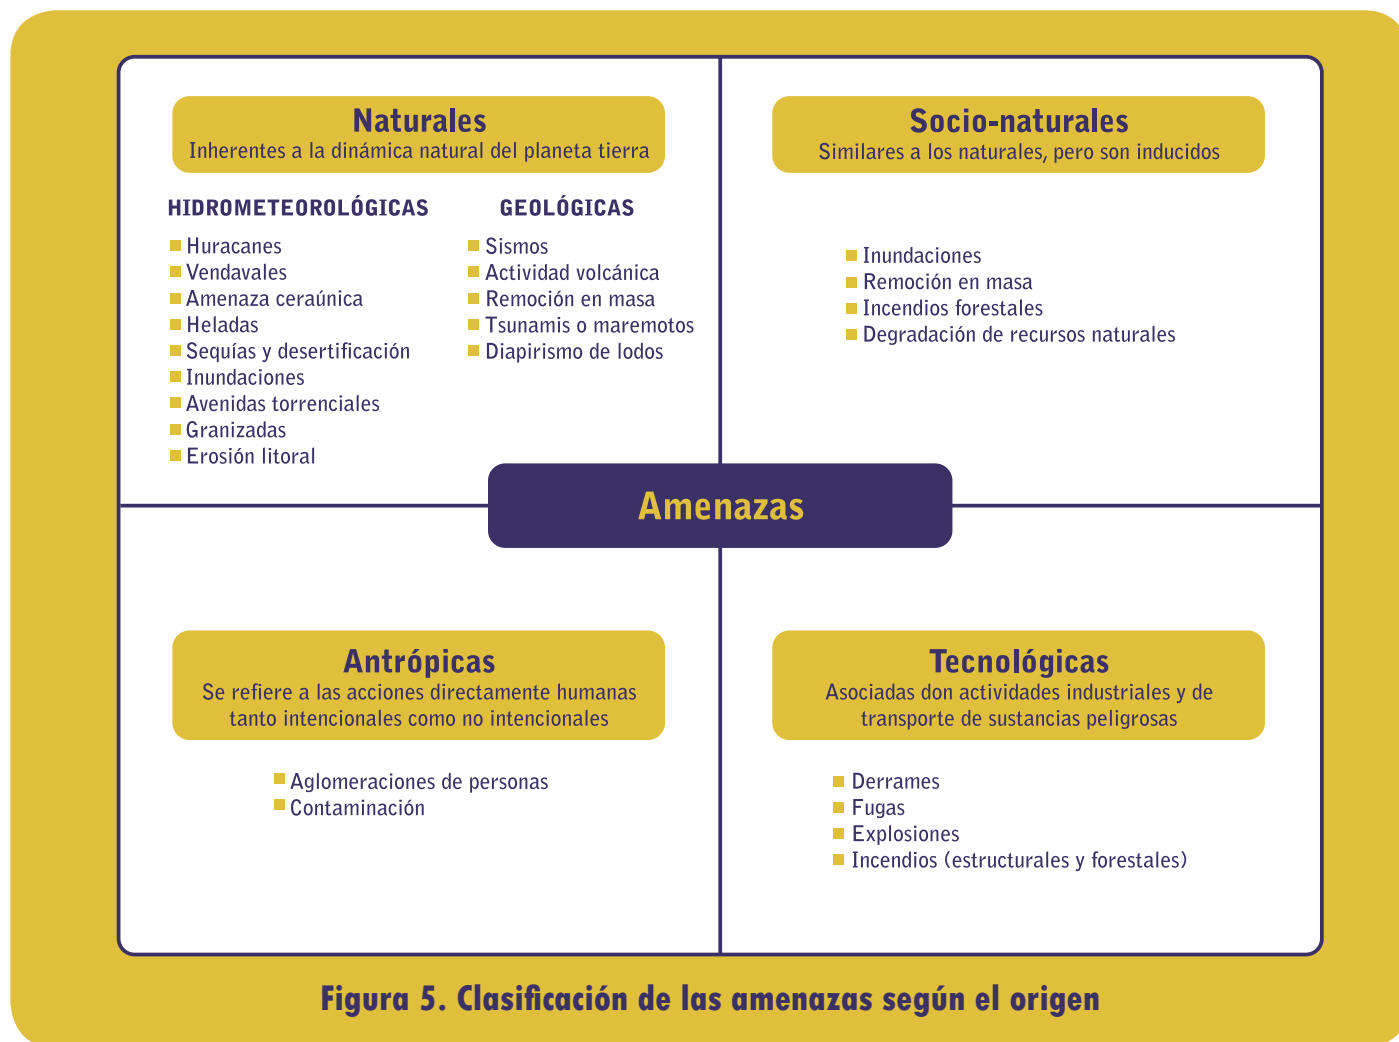 Naturales
Inherentes a la dinámica natural del planeta tierra
HIDROMETEOROLÓGICAS
Huracanes
Vendavales
Amenaza ceraúnica
Heladas
Sequías y desertificación
Inundaciones
Avenidas torrenciales
Granizadas
Erosión litoral
GEOLÓGICAS
Sismos
Actividad volcánica
Remoción en masa
Tsunamis o maremotos
Diapirismo de lodos
Socio-naturales
Similares a los naturales, pero son inducidos
Inundaciones
Remoción en masa
Incendios forestales
Degradación de recursos naturales
Amenazas
Antrópicas
Se refiere a las acciones directamente humanas
tanto intencionales como no intencionales
Aglomeraciones de personas
Contaminación
Tecnológicas
Asociadas don actividades industriales y de
transporte de sustancias peligrosas
Derrames
Fugas
Explosiones
Incendios (estructurales y forestales)
Figura 5. Clasificación de las amenazas según el origen